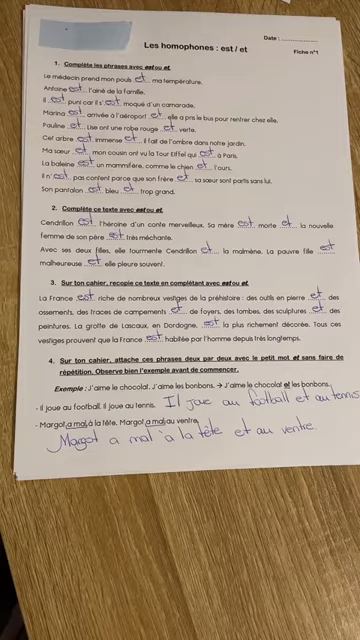 Date : ......................
Les homophones : est / et
Fiche n°1
1. Complète les phrases avec est ou et.
Le médecin prend mon pouls et ma température.
Antoine est l'aîné de la famille.
Il est puni car il s'est moqué d'un camarade.
Marina est arrivée à l'aéroport et elle a pris le bus pour rentrer chez elle.
Pauline et Lise ont une robe rouge et verte.
Cet arbre est immense et il fait de l'ombre dans notre jardin.
Ma sœur et mon cousin ont vu la Tour Eiffel qui est à Paris.
La baleine est un mammifère, comme le chien et l'ours.
Il n'est pas content parce que son frère et sa sœur sont partis sans lui.
Son pantalon est bleu et trop grand.
2. Complète ce texte avec est ou et.
Cendrillon est l'héroïne d'un conte merveilleux. Sa mère est morte et la nouvelle
femme de son père est très méchante.
Avec ses deux filles, elle tourmente Cendrillon et la malmène. La pauvre fille est
malheureuse et elle pleure souvent.
3. Sur ton cahier, recopie ce texte en complétant avec est ou et.
La France est riche de nombreux vestiges de la préhistoire : des outils en pierre et des
ossements, des traces de campements et de foyers, des tombes, des sculptures et des
peintures. La grotte de Lascaux, en Dordogne, est la plus richement décorée. Tous ces
vestiges prouvent que la France est habitée par l'homme depuis très longtemps.
4. Sur ton cahier, attache ces phrases deux par deux avec le petit mot et sans faire de
répétition. Observe bien l'exemple avant de commencer.
Exemple : J'aime le chocolat. J'aime les bonbons. → J'aime le chocolat et les bonbons.
- Il joue au football. Il joue au tennis. Il joue au football et au tennis
- Margot a mal à la tête. Margot a mal au ventre.
Margot a mal à la tête et au ventre.